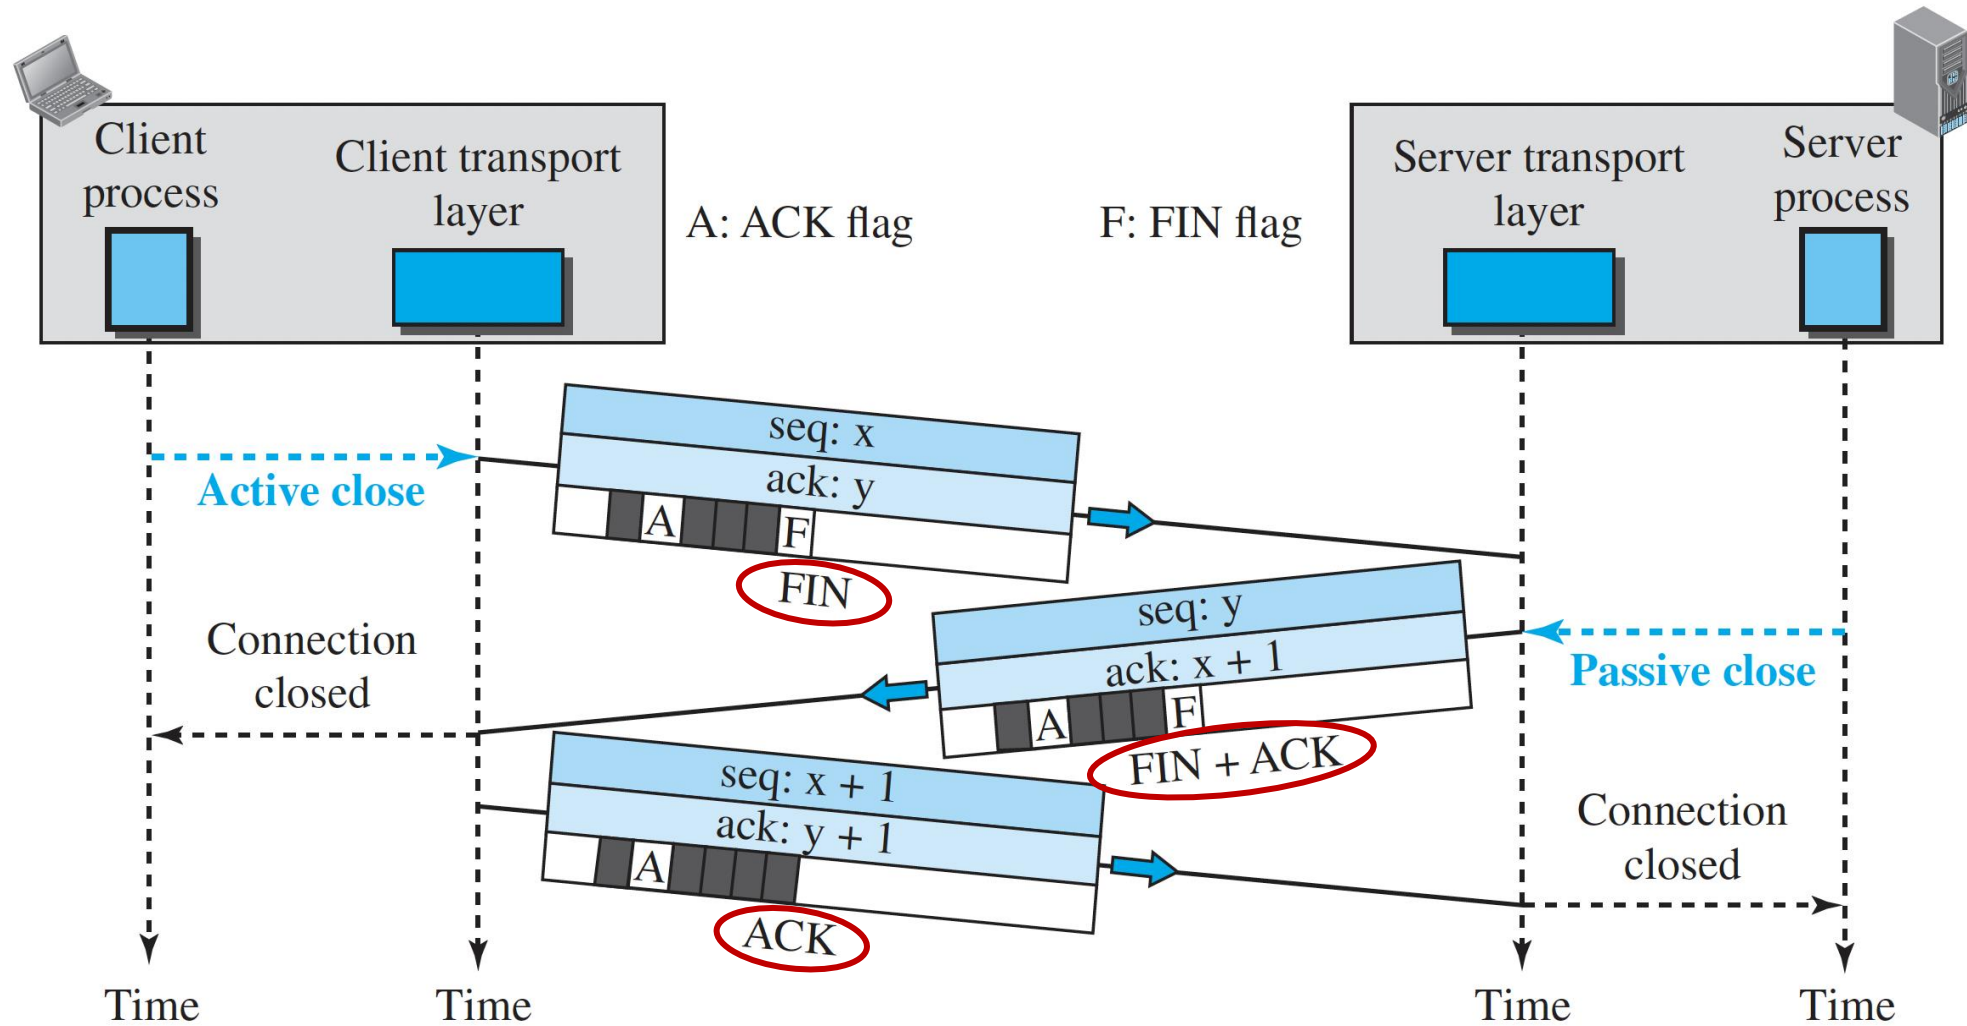 Client
process
Client transport
layer
A: ACK flag
F: FIN flag
Server transport
layer
Server
process
seq: x
ack: y
A
F
FIN
Active close
seq: y
ack: x + 1
A
F
FIN + ACK
Passive close
Connection
closed
seq: x + 1
ack: y + 1
A
ACK
Connection
closed
Time
Time
Time
Time